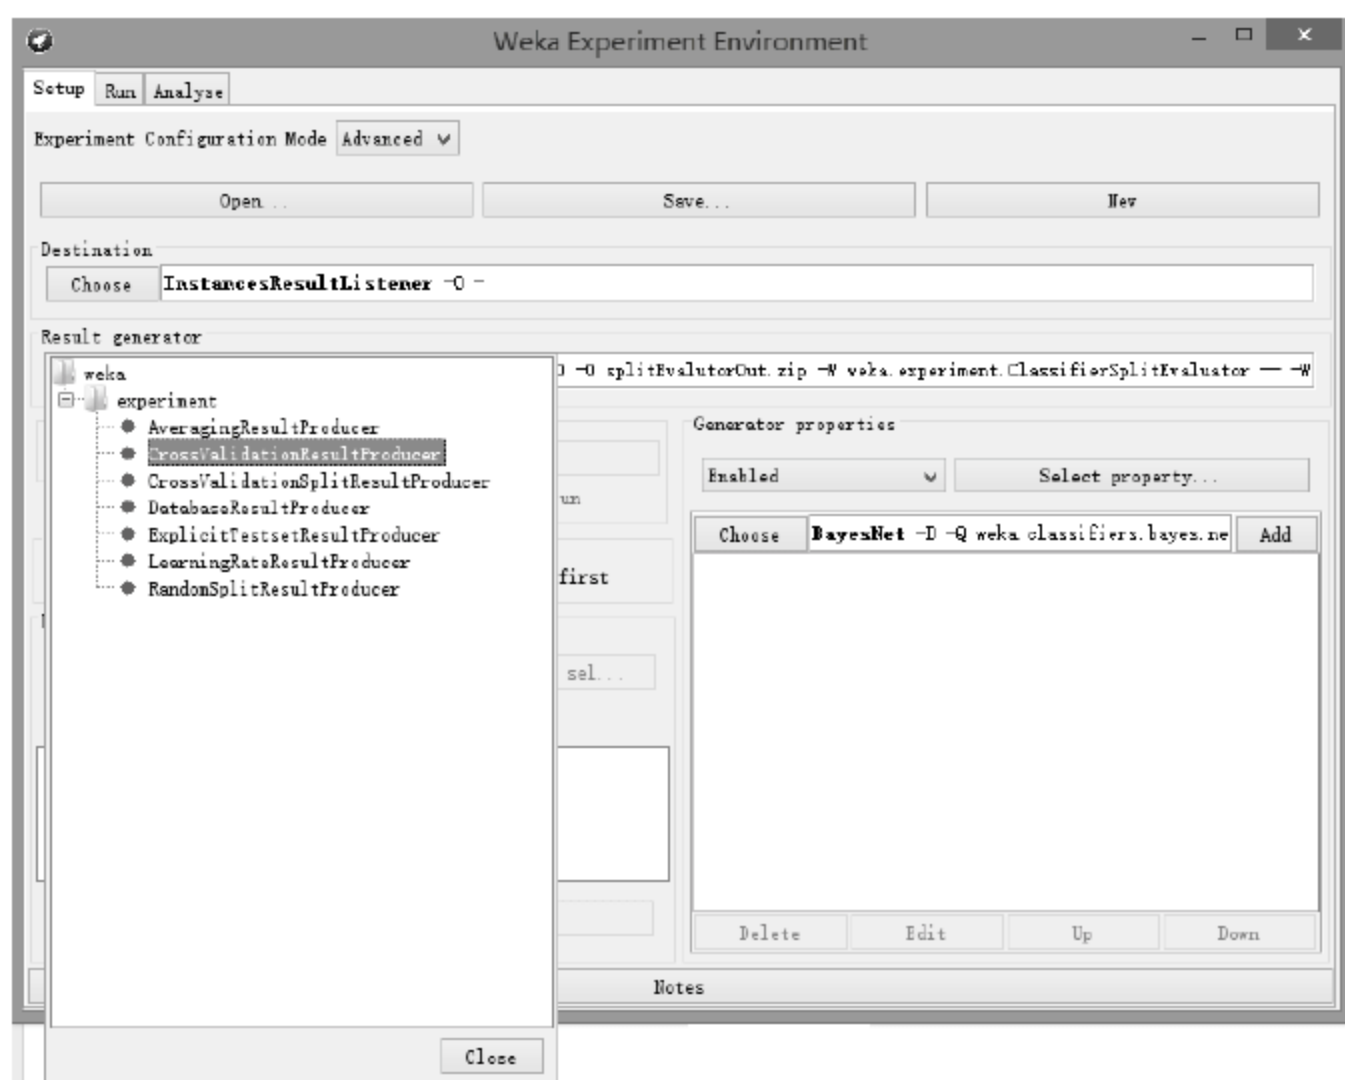 Weka Experiment Environment
Setup Run Analyse
Experiment Configuration Mode Advanced
Open... Save... New
Destination
Choose InstancesResultListener -O -
Result generator
-O splitEvalutorOut.zip -W weka.experiment.ClassifierSplitEvaluator -- -W
weka
experiment
AveragingResultProducer
CrossValidationResultProducer
CrossValidationSplitResultProducer
DatabaseResultProducer
ExplicitTestsetResultProducer
LearningRateResultProducer
RandomSplitResultProducer
Close
un
first
sel...
Generator properties
Enabled Select property...
Choose BayesNet -D -Q weka.classifiers.bayes.ne Add
Delete Edit Up Down
Notes